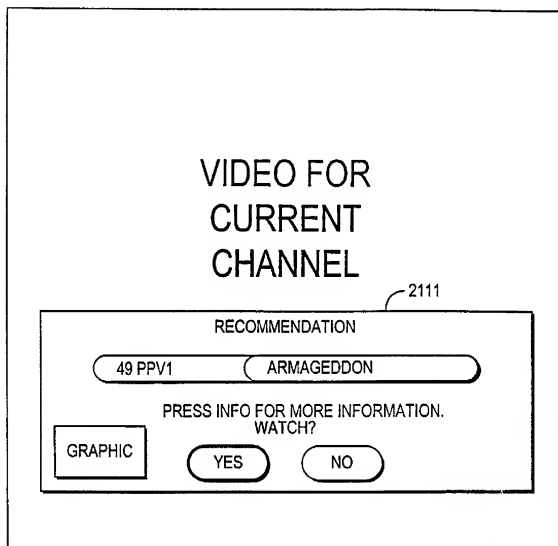 VIDEO FOR
CURRENT
CHANNEL
2111
RECOMMENDATION
49 PPV1 ARMAGEDDON
PRESS INFO FOR MORE INFORMATION.
WATCH?
GRAPHIC YES NO